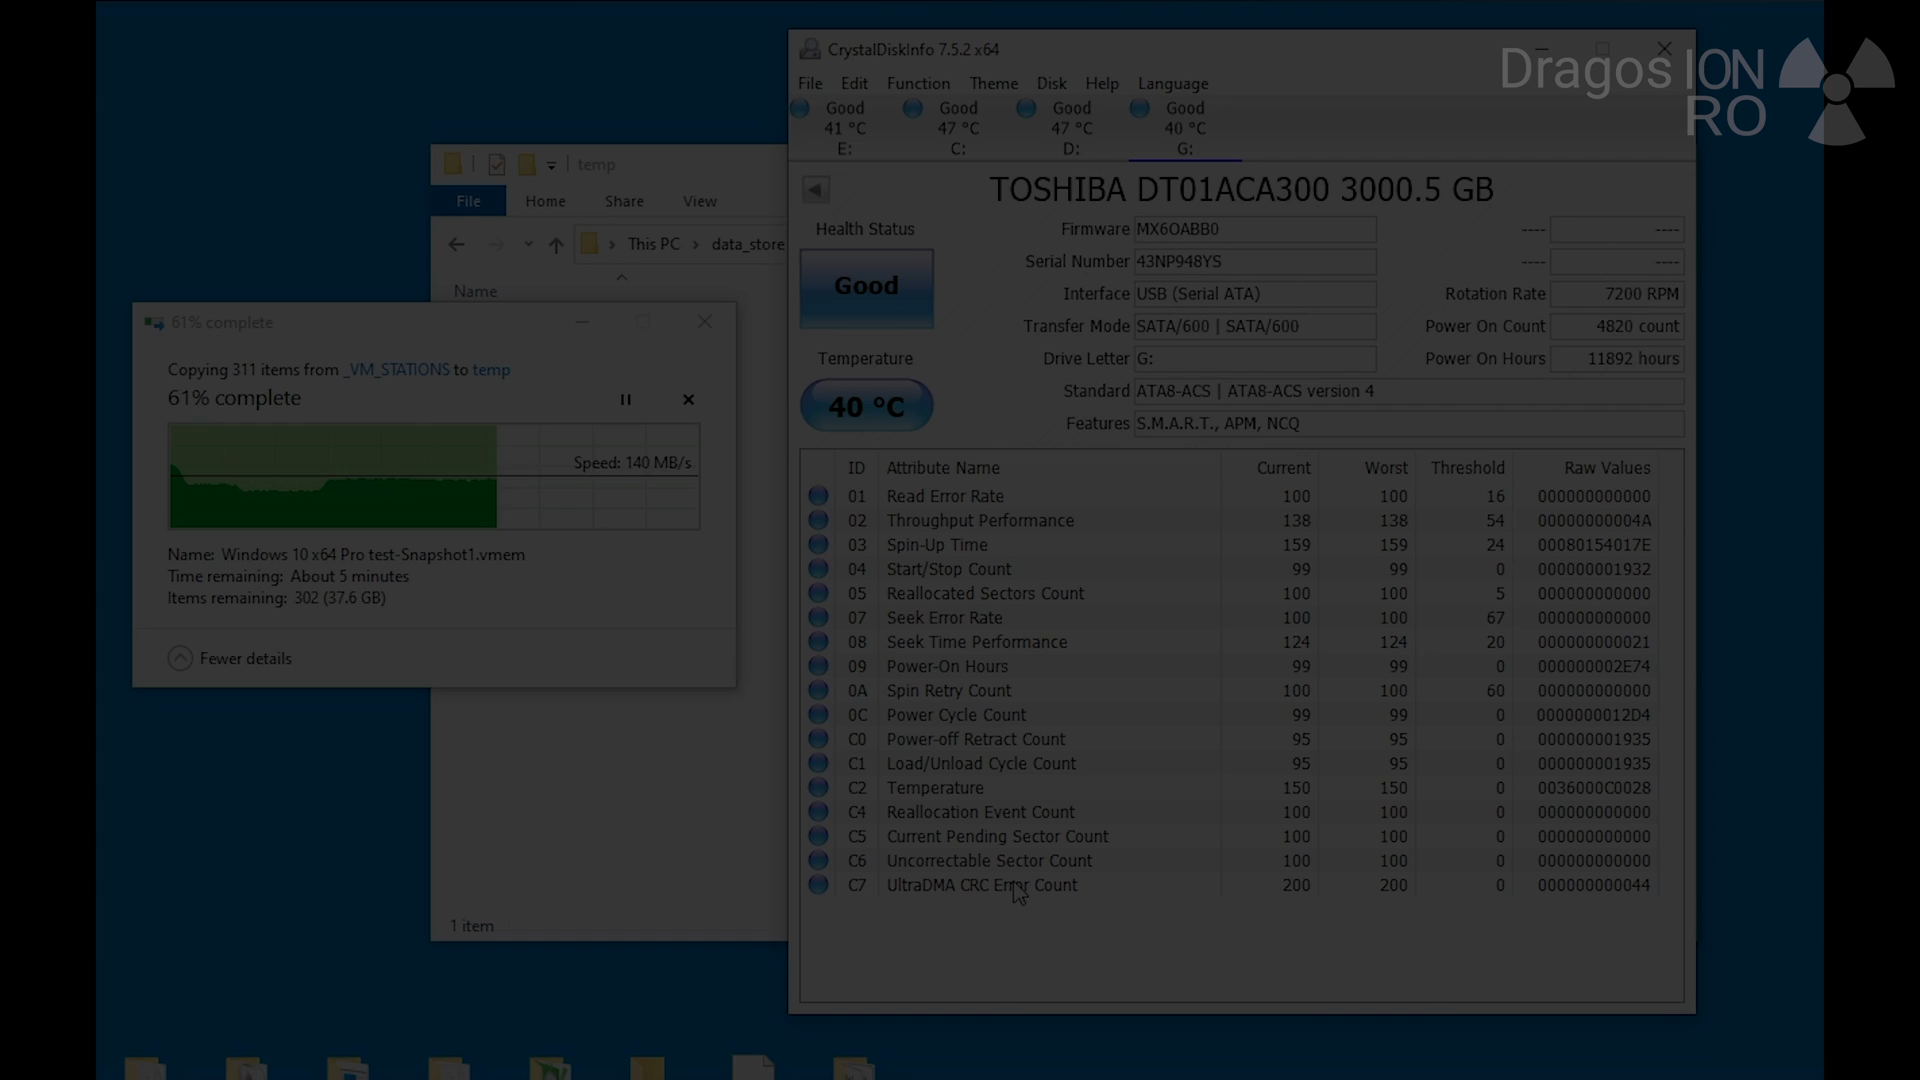 CrystalDiskInfo 7.5.2 x64
Dragos ION
RO
File Edit Function Theme Disk Help Language
Good Good Good Good
41 °C 47 °C 47 °C 40 °C
E: C: D: G:
TOSHIBA DT01ACA300 3000.5 GB
Health Status
Good
Temperature
40 °C
Firmware MX6OABB0 ---- ----
Serial Number 43NP948YS ---- ----
Interface USB (Serial ATA) Rotation Rate 7200 RPM
Transfer Mode SATA/600 | SATA/600 Power On Count 4820 count
Drive Letter G: Power On Hours 11892 hours
Standard ATA8-ACS | ATA8-ACS version 4
Features S.M.A.R.T., APM, NCQ
ID Attribute Name Current Worst Threshold Raw Values
01 Read Error Rate 100 100 16 000000000000
02 Throughput Performance 138 138 54 00000000004A
03 Spin-Up Time 159 159 24 00080154017E
04 Start/Stop Count 99 99 0 000000001932
05 Reallocated Sectors Count 100 100 5 000000000000
07 Seek Error Rate 100 100 67 000000000000
08 Seek Time Performance 124 124 20 000000000021
09 Power-On Hours 99 99 0 000000002E74
0A Spin Retry Count 100 100 60 000000000000
0C Power Cycle Count 99 99 0 0000000012D4
C0 Power-off Retract Count 95 95 0 000000001935
C1 Load/Unload Cycle Count 95 95 0 000000001935
C2 Temperature 150 150 0 0036000C0028
C4 Reallocation Event Count 100 100 0 000000000000
C5 Current Pending Sector Count 100 100 0 000000000000
C6 Uncorrectable Sector Count 100 100 0 000000000000
C7 UltraDMA CRC Error Count 200 200 0 000000000044
temp
File Home Share View
This PC data_store
Name
1 item
61% complete
Copying 311 items from _VM_STATIONS to temp
61% complete
Speed: 140 MB/s
Name: Windows 10 x64 Pro test-Snapshot1.vmem
Time remaining: About 5 minutes
Items remaining: 302 (37.6 GB)
Fewer details